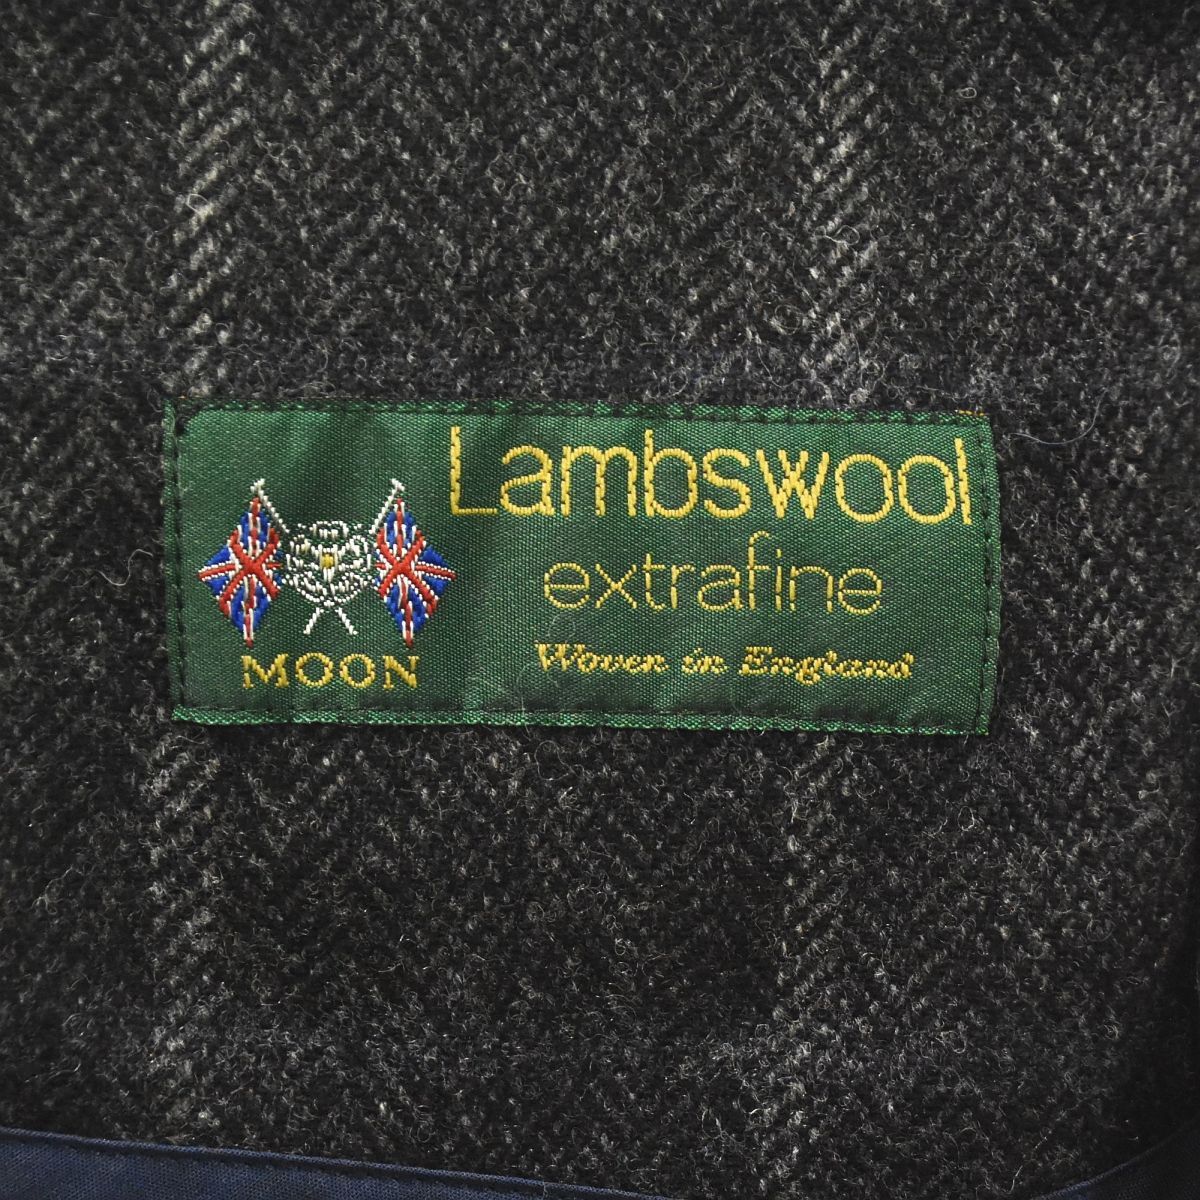 Lambswool
extrafine
Woven in England
MOON